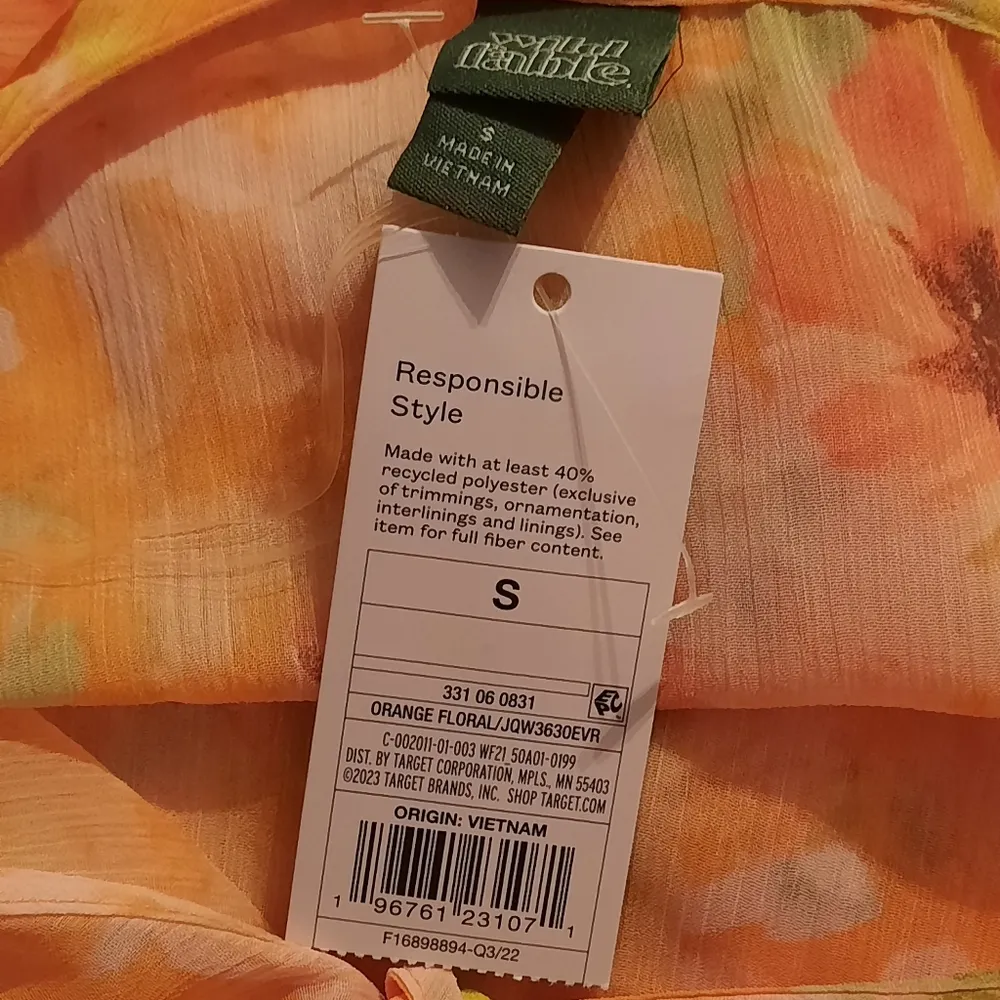 wild
fable.
S
MADE IN
VIETNAM
Responsible
Style
Made with at least 40%
recycled polyester (exclusive
of trimmings, ornamentation,
interlinings and linings). See
item for full fiber content.
S
331 06 0831
ORANGE FLORAL/JQW3630EVR
C-002011-01-003 WF21_50A01-0199
DIST. BY TARGET CORPORATION, MPLS., MN 55403
©2023 TARGET BRANDS, INC. SHOP TARGET.COM
ORIGIN: VIETNAM
1 96761 23107 1
F16898894-Q3/22